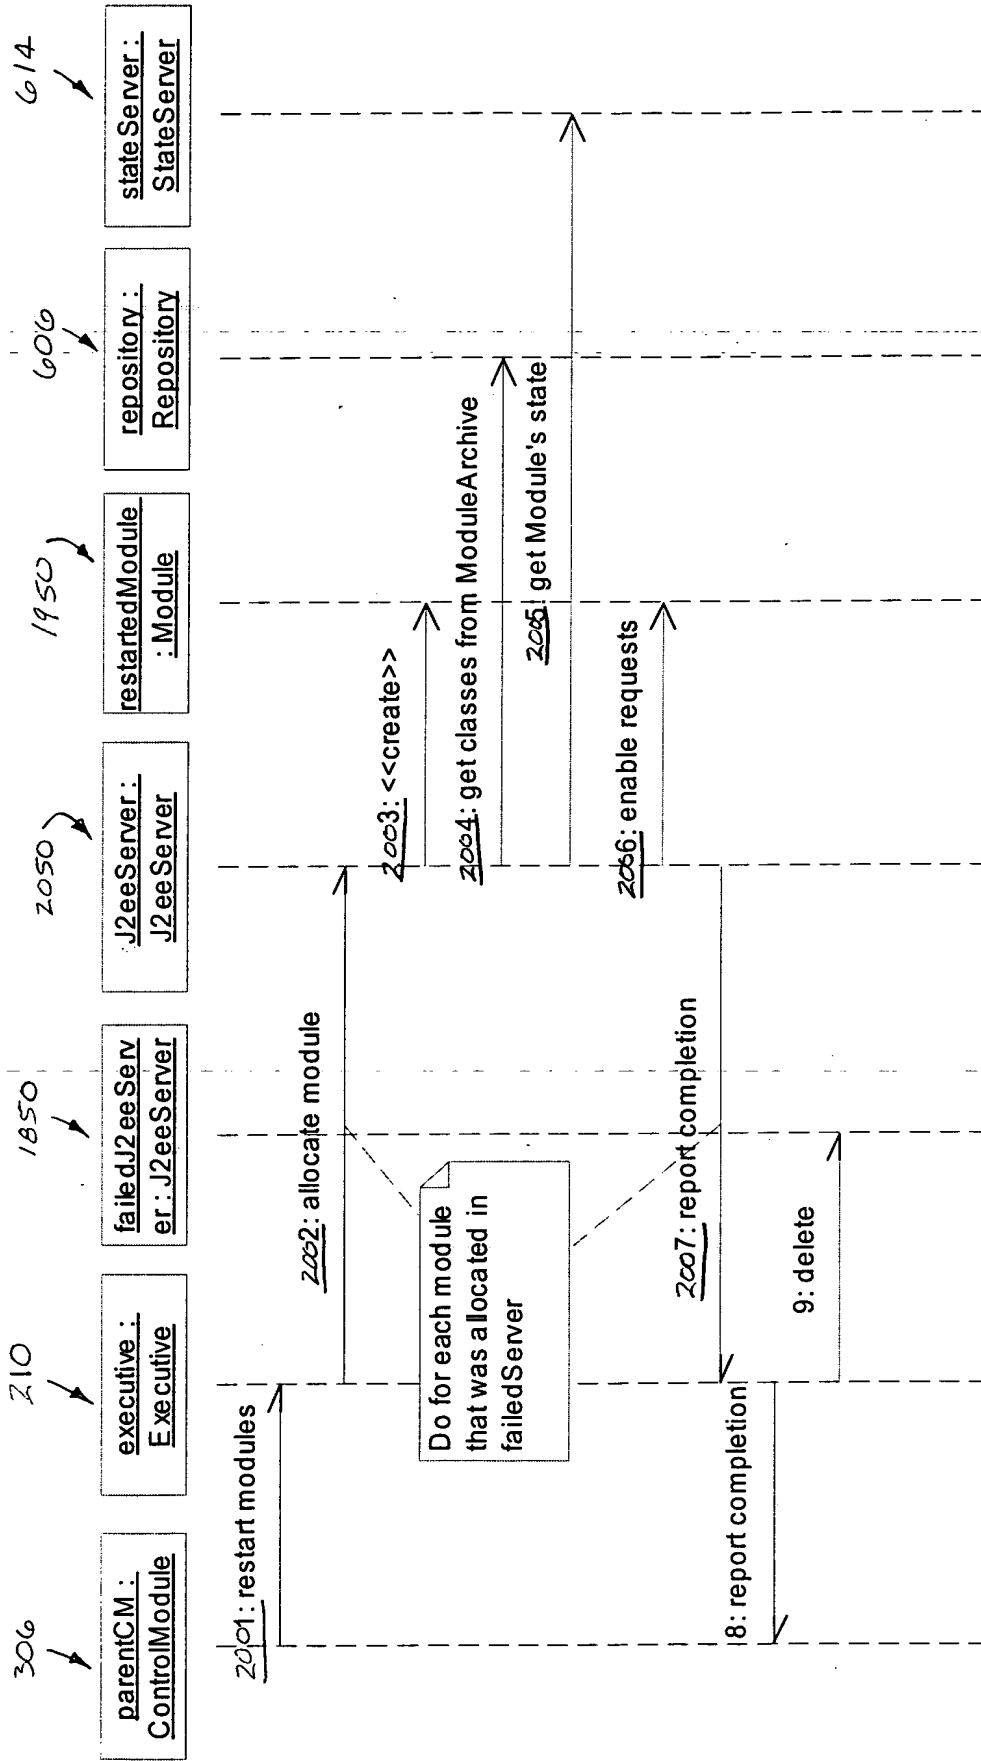 306
210
1850
2050
1950
606
614
parentCM :
ControlModule
executive :
Executive
failedJ2eeServ
er : J2eeServer
J2eeServer :
J2eeServer
restartedModule
: Module
repository :
Repository
stateServer :
StateServer
2001: restart modules
2002: allocate module
2003: <<create>>
2004: get classes from ModuleArchive
2005: get Module's state
Do for each module
that was allocated in
failedServer
2006: enable requests
2007: report completion
8: report completion
9: delete